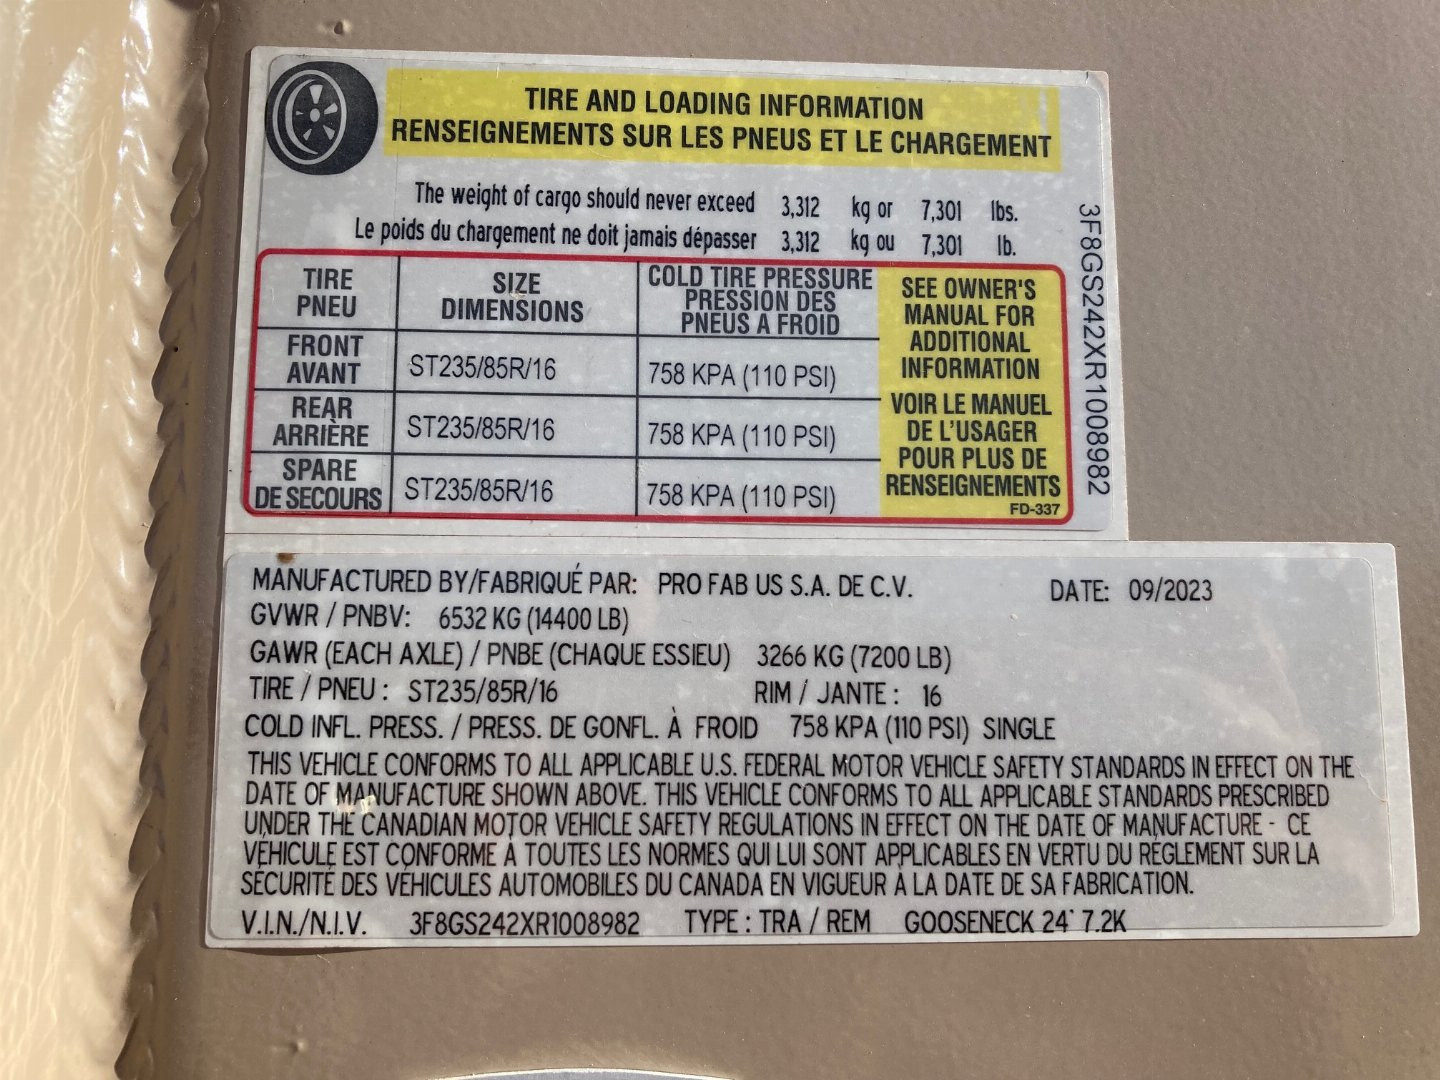 TIRE AND LOADING INFORMATION
RENSEIGNEMENTS SUR LES PNEUS ET LE CHARGEMENT
The weight of cargo should never exceed 3,312 kg or 7,301 lbs.
Le poids du chargement ne doit jamais dépasser 3,312 kg ou 7,301 lb.
TIRE
PNEU
SIZE
DIMENSIONS
COLD TIRE PRESSURE
PRESSION DES
PNEUS A FROID
FRONT
AVANT
ST235/85R/16
758 KPA (110 PSI)
REAR
ARRIÈRE
ST235/85R/16
758 KPA (110 PSI)
SPARE
DE SECOURS
ST235/85R/16
758 KPA (110 PSI)
SEE OWNER'S
MANUAL FOR
ADDITIONAL
INFORMATION
VOIR LE MANUEL
DE L'USAGER
POUR PLUS DE
RENSEIGNEMENTS
FD-337
3F8GS242XR1008982
MANUFACTURED BY/FABRIQUÉ PAR: PRO FAB US S.A. DE C.V. DATE: 09/2023
GVWR / PNBV: 6532 KG (14400 LB)
GAWR (EACH AXLE) / PNBE (CHAQUE ESSIEU) 3266 KG (7200 LB)
TIRE / PNEU : ST235/85R/16 RIM / JANTE : 16
COLD INFL. PRESS. / PRESS. DE GONFL. À FROID 758 KPA (110 PSI) SINGLE
THIS VEHICLE CONFORMS TO ALL APPLICABLE U.S. FEDERAL MOTOR VEHICLE SAFETY STANDARDS IN EFFECT ON THE
DATE OF MANUFACTURE SHOWN ABOVE. THIS VEHICLE CONFORMS TO ALL APPLICABLE STANDARDS PRESCRIBED
UNDER THE CANADIAN MOTOR VEHICLE SAFETY REGULATIONS IN EFFECT ON THE DATE OF MANUFACTURE - CE
VÉHICULE EST CONFORME À TOUTES LES NORMES QUI LUI SONT APPLICABLES EN VERTU DU RÉGLEMENT SUR LA
SÉCURITÉ DES VÉHICULES AUTOMOBILES DU CANADA EN VIGUEUR À LA DATE DE SA FABRICATION.
V.I.N./N.I.V. 3F8GS242XR1008982 TYPE : TRA / REM GOOSENECK 24' 7.2K